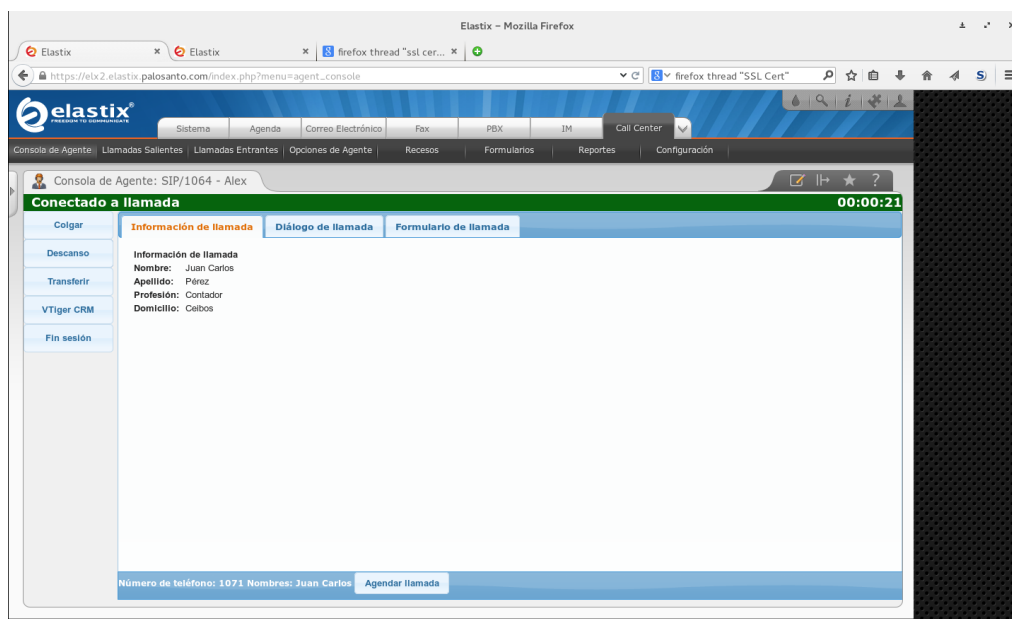 Elastix – Mozilla Firefox
Elastix × Elastix × firefox thread "ssl cer... ×
https://elx2.elastix.palosanto.com/index.php?menu=agent_console firefox thread "SSL Cert"
elastix®
FREEDOM TO COMMUNICATE
Sistema Agenda Correo Electrónico Fax PBX IM Call Center
Consola de Agente Llamadas Salientes Llamadas Entrantes Opciones de Agente Recesos Formularios Reportes Configuración
Consola de Agente: SIP/1064 - Alex
Conectado a llamada 00:00:21
Colgar
Descanso
Transferir
VTiger CRM
Fin sesión
Información de llamada Diálogo de llamada Formulario de llamada
Información de llamada
Nombre: Juan Carlos
Apellido: Pérez
Profesión: Contador
Domicilio: Ceibos
Número de teléfono: 1071 Nombres: Juan Carlos Agendar llamada